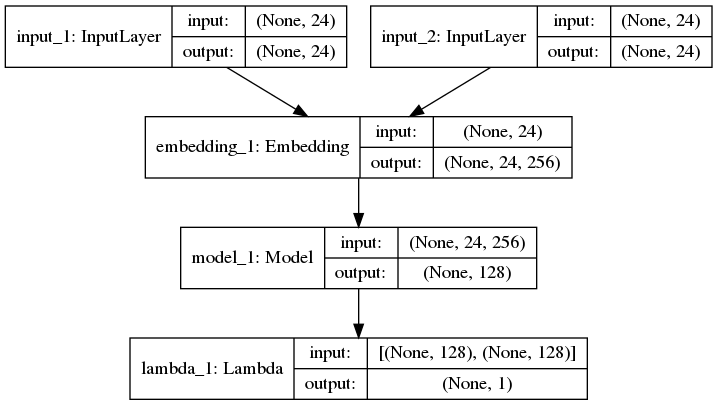 input_1: InputLayer input: (None, 24) output: (None, 24)
input_2: InputLayer input: (None, 24) output: (None, 24)
embedding_1: Embedding input: (None, 24) output: (None, 24, 256)
model_1: Model input: (None, 24, 256) output: (None, 128)
lambda_1: Lambda input: [(None, 128), (None, 128)] output: (None, 1)